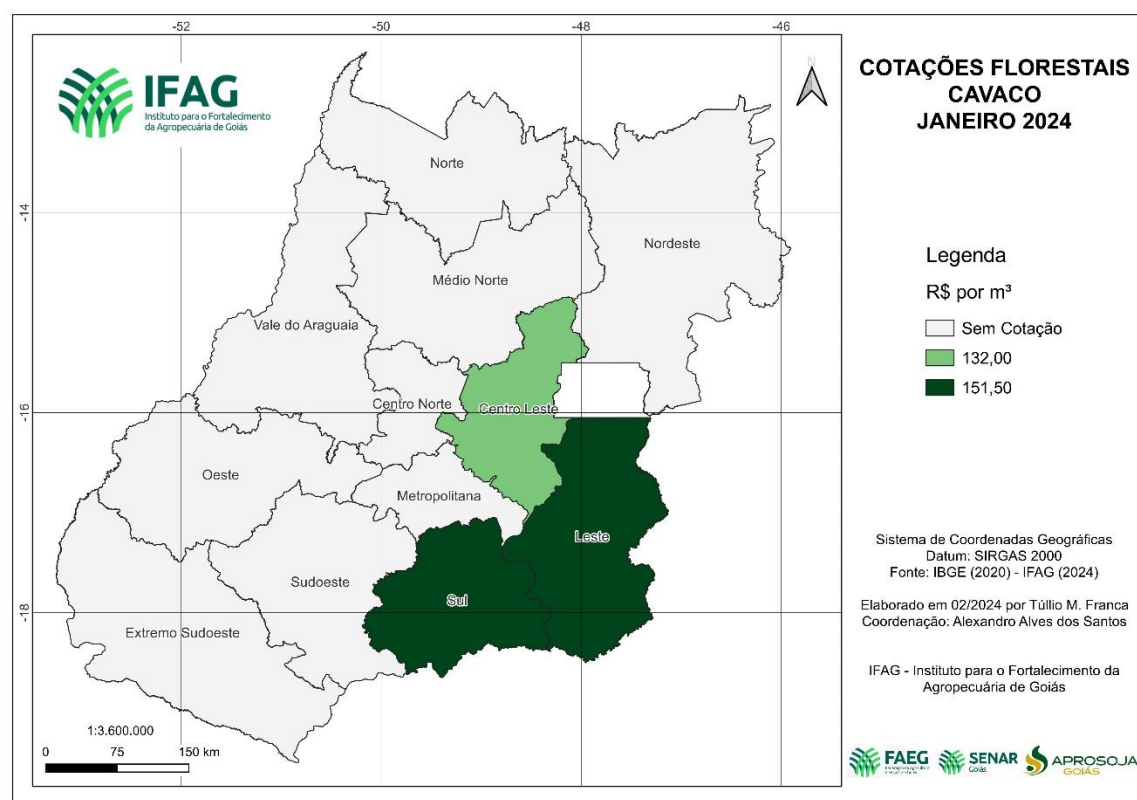 -52
-50
-48
-46
-14
-16
-18
IFAG
Instituto para o Fortalecimento
da Agropecuária de Goiás
N
COTAÇÕES FLORESTAIS
CAVACO
JANEIRO 2024
Norte
Nordeste
Médio Norte
Vale do Araguaia
Centro Norte
Centro Leste
Oeste
Metropolitana
Leste
Sudoeste
Sul
Extremo Sudoeste
Legenda
R$ por m³
Sem Cotação
132,00
151,50
Sistema de Coordenadas Geográficas
Datum: SIRGAS 2000
Fonte: IBGE (2020) - IFAG (2024)
Elaborado em 02/2024 por Túllio M. Franca
Coordenação: Alexandro Alves dos Santos
IFAG - Instituto para o Fortalecimento da
Agropecuária de Goiás
1:3.600.000
0 75 150 km
FAEG
SENAR
Goiás
APROSOJA
GOIÁS